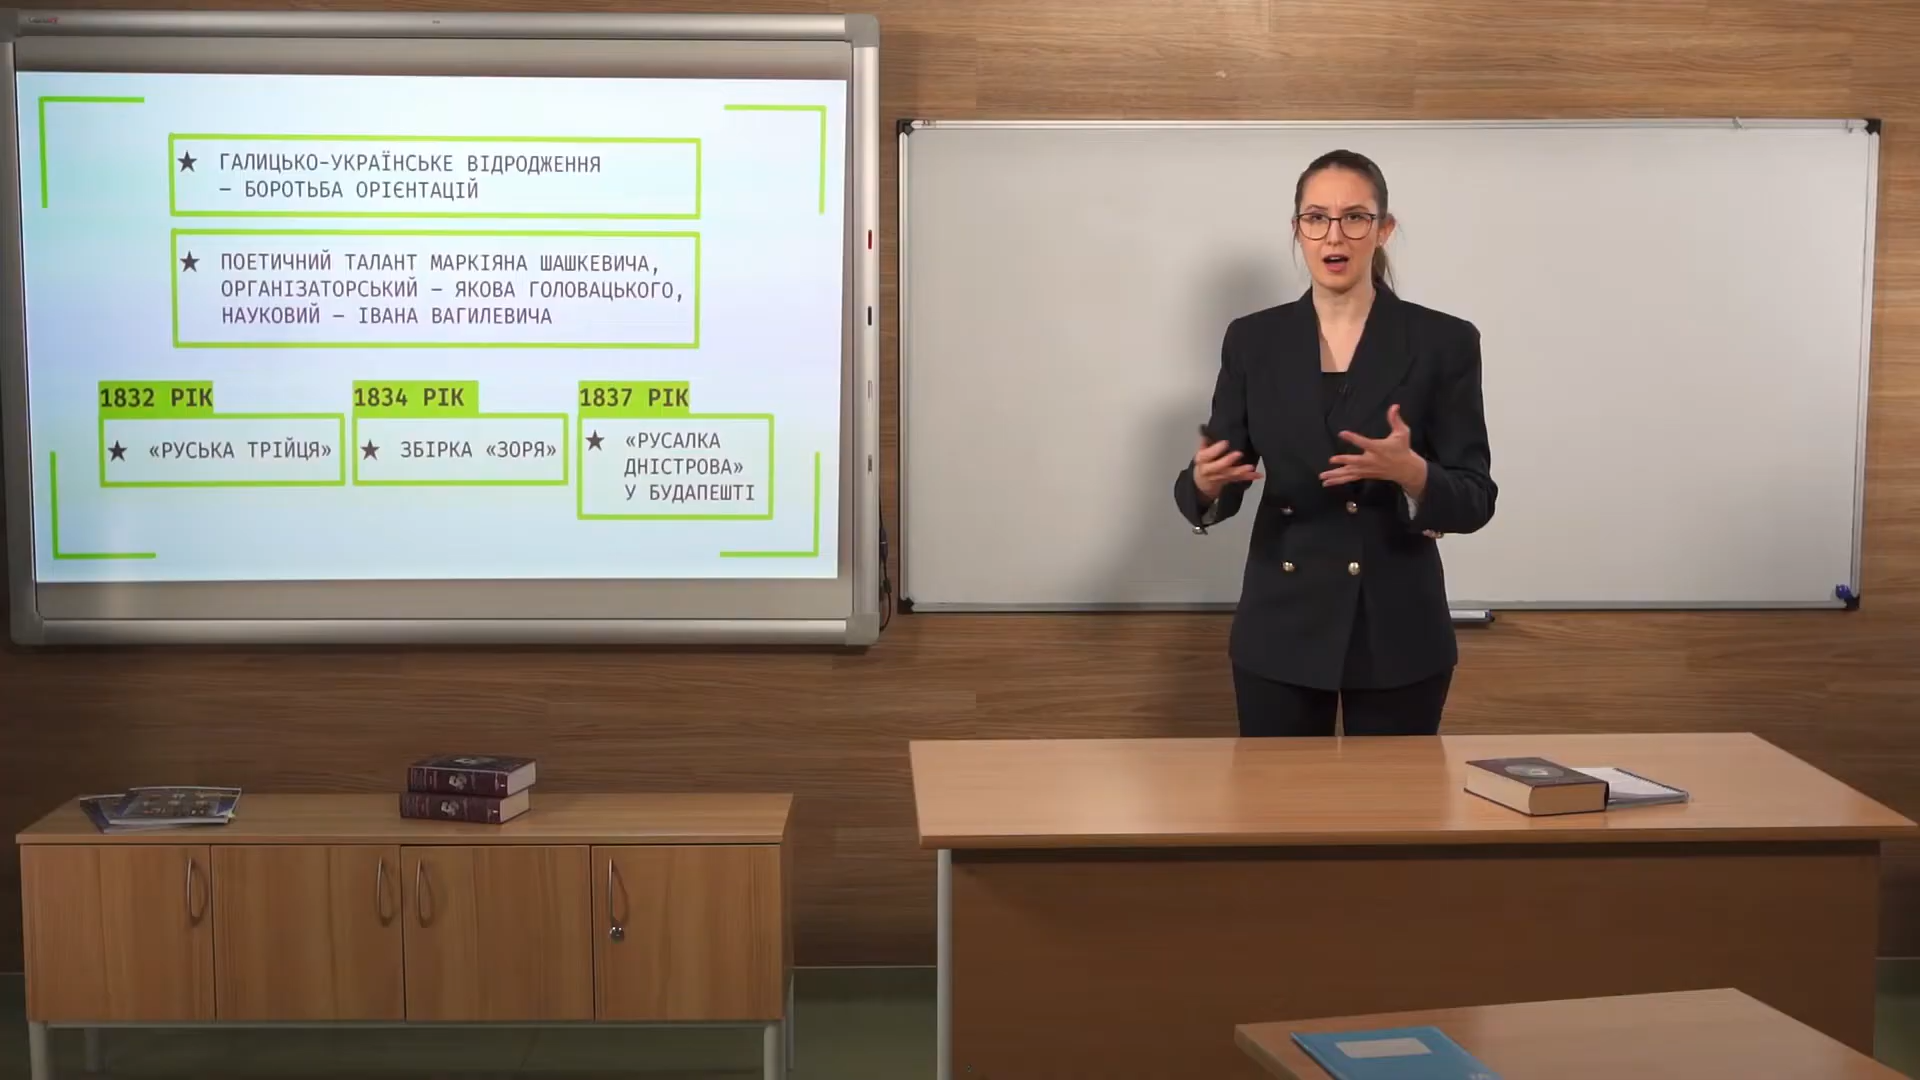 ГАЛИЦЬКО-УКРАЇНСЬКЕ ВІДРОДЖЕННЯ
– БОРОТЬБА ОРІЄНТАЦІЙ
ПОЕТИЧНИЙ ТАЛАНТ МАРКІЯНА ШАШКЕВИЧА,
ОРГАНІЗАТОРСЬКИЙ – ЯКОВА ГОЛОВАЦЬКОГО,
НАУКОВИЙ – ІВАНА ВАГИЛЕВИЧА
1832 РІК
«РУСЬКА ТРІЙЦЯ»
1834 РІК
ЗБІРКА «ЗОРЯ»
1837 РІК
«РУСАЛКА
ДНІСТРОВА»
У БУДАПЕШТІ